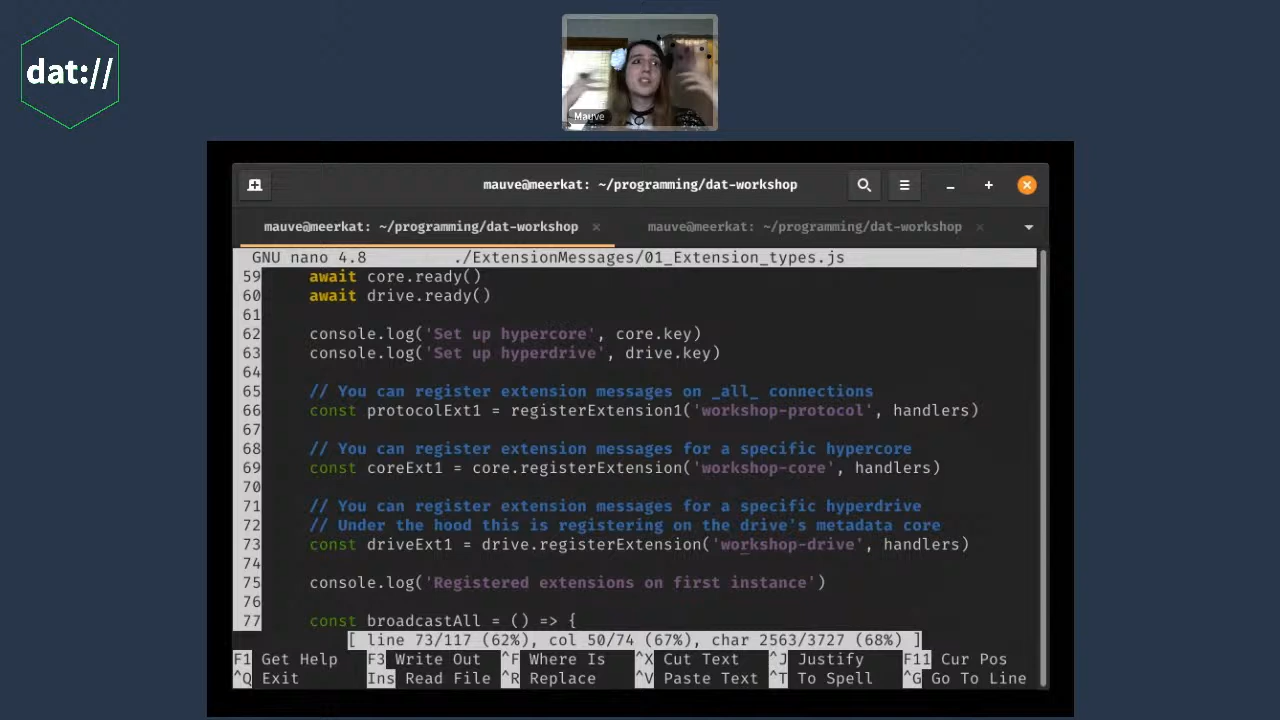 dat://
Mauve
mauve@meerkat: ~/programming/dat-workshop
mauve@meerkat: ~/programming/dat-workshop × mauve@meerkat: ~/programming/dat-workshop ×
GNU nano 4.8 ./ExtensionMessages/01_Extension_types.js
59 await core.ready()
60 await drive.ready()
61
62 console.log('Set up hypercore', core.key)
63 console.log('Set up hyperdrive', drive.key)
64
65 // You can register extension messages on _all_ connections
66 const protocolExt1 = registerExtension1('workshop-protocol', handlers)
67
68 // You can register extension messages for a specific hypercore
69 const coreExt1 = core.registerExtension('workshop-core', handlers)
70
71 // You can register extension messages for a specific hyperdrive
72 // Under the hood this is registering on the drive's metadata core
73 const driveExt1 = drive.registerExtension('workshop-drive', handlers)
74
75 console.log('Registered extensions on first instance')
76
77 const broadcastAll = () => {
[ line 73/117 (62%), col 50/74 (67%), char 2563/3727 (68%) ]
F1 Get Help F3 Write Out ^F Where Is ^X Cut Text ^J Justify F11 Cur Pos
^Q Exit Ins Read File ^R Replace ^V Paste Text ^T To Spell ^G Go To Line